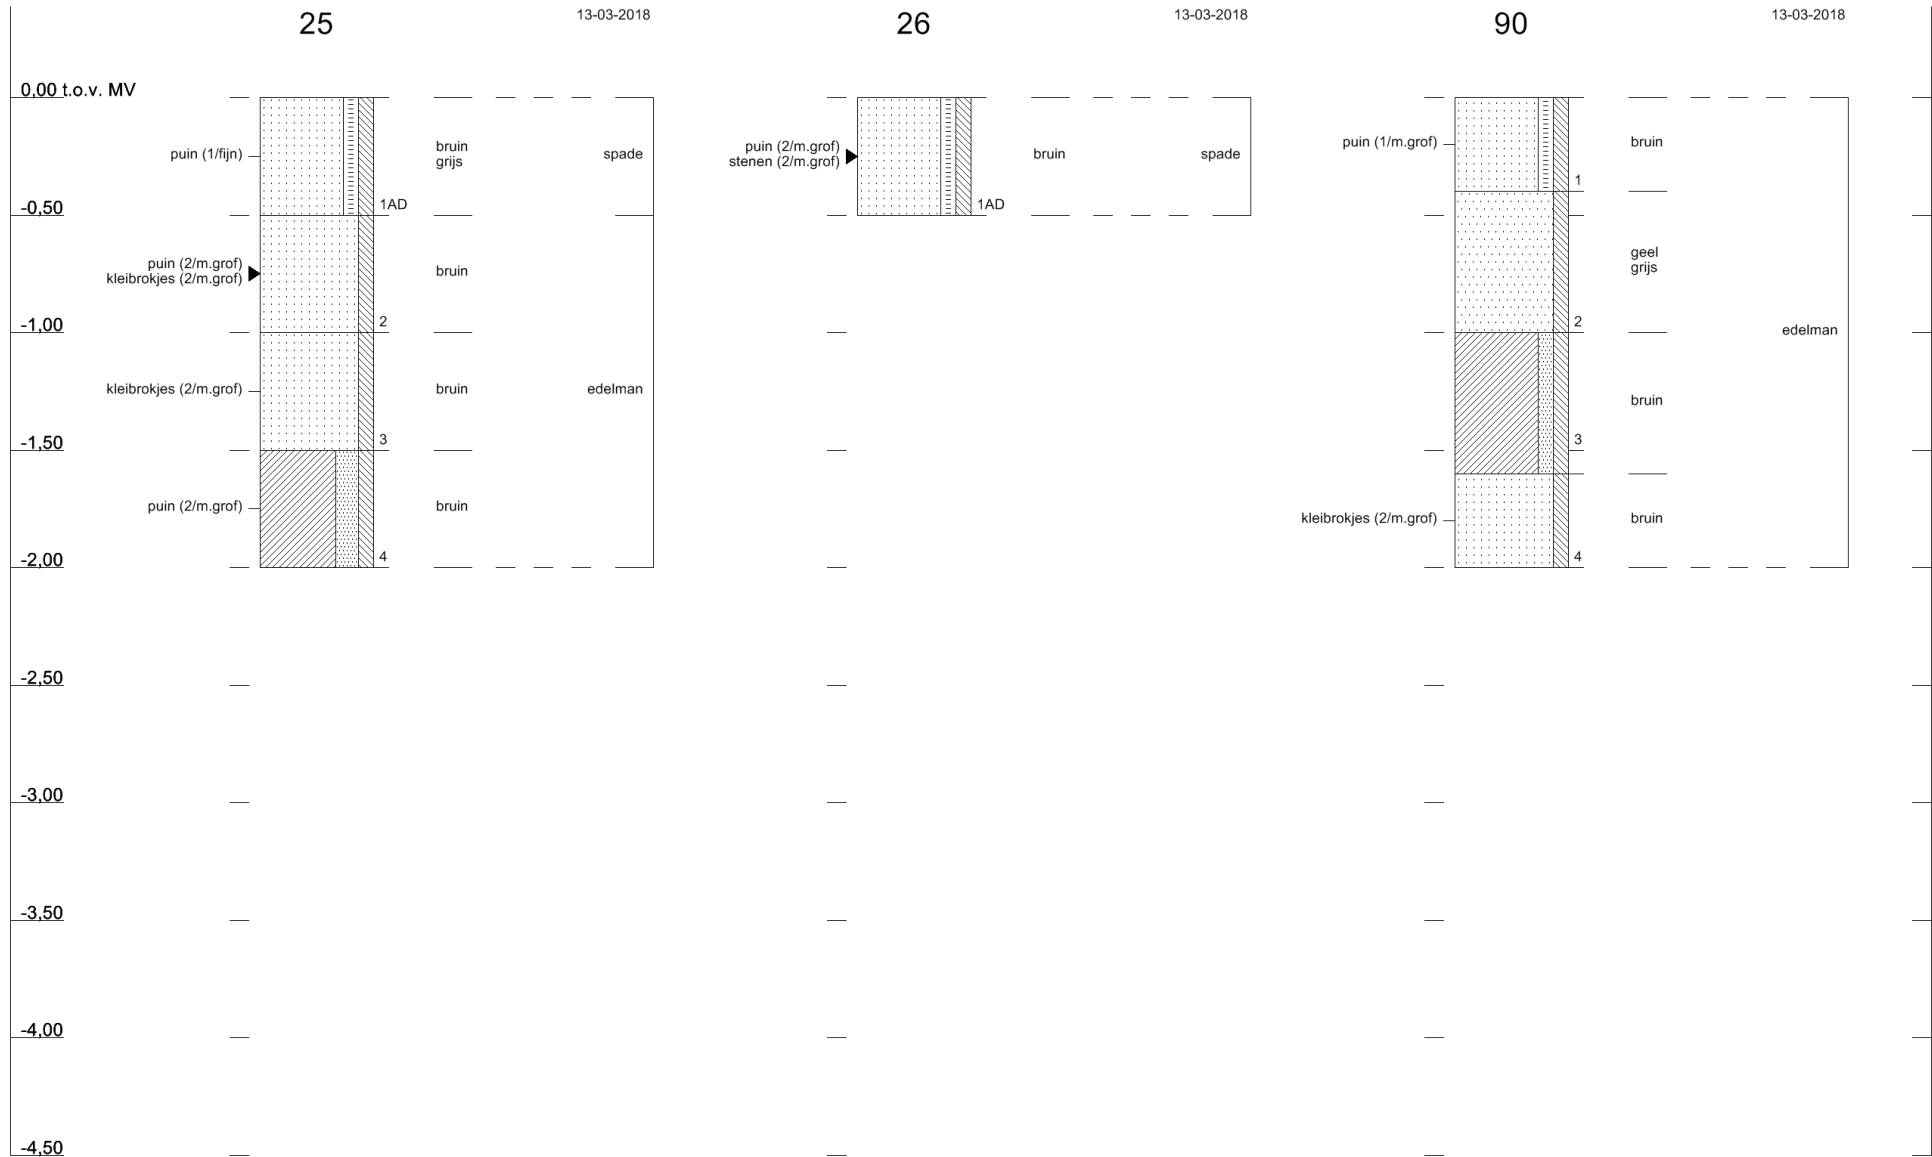 25
13-03-2018
26
13-03-2018
90
13-03-2018
0,00 t.o.v. MV
-0,50
-1,00
-1,50
-2,00
-2,50
-3,00
-3,50
-4,00
-4,50
puin (1/fijn)
bruin
grijs
spade
1AD
puin (2/m.grof)
kleibrokjes (2/m.grof)
bruin
2
kleibrokjes (2/m.grof)
bruin
edelman
3
puin (2/m.grof)
bruin
4
puin (2/m.grof)
stenen (2/m.grof)
bruin
spade
1AD
puin (1/m.grof)
bruin
1
geel
grijs
2
edelman
bruin
3
kleibrokjes (2/m.grof)
bruin
4